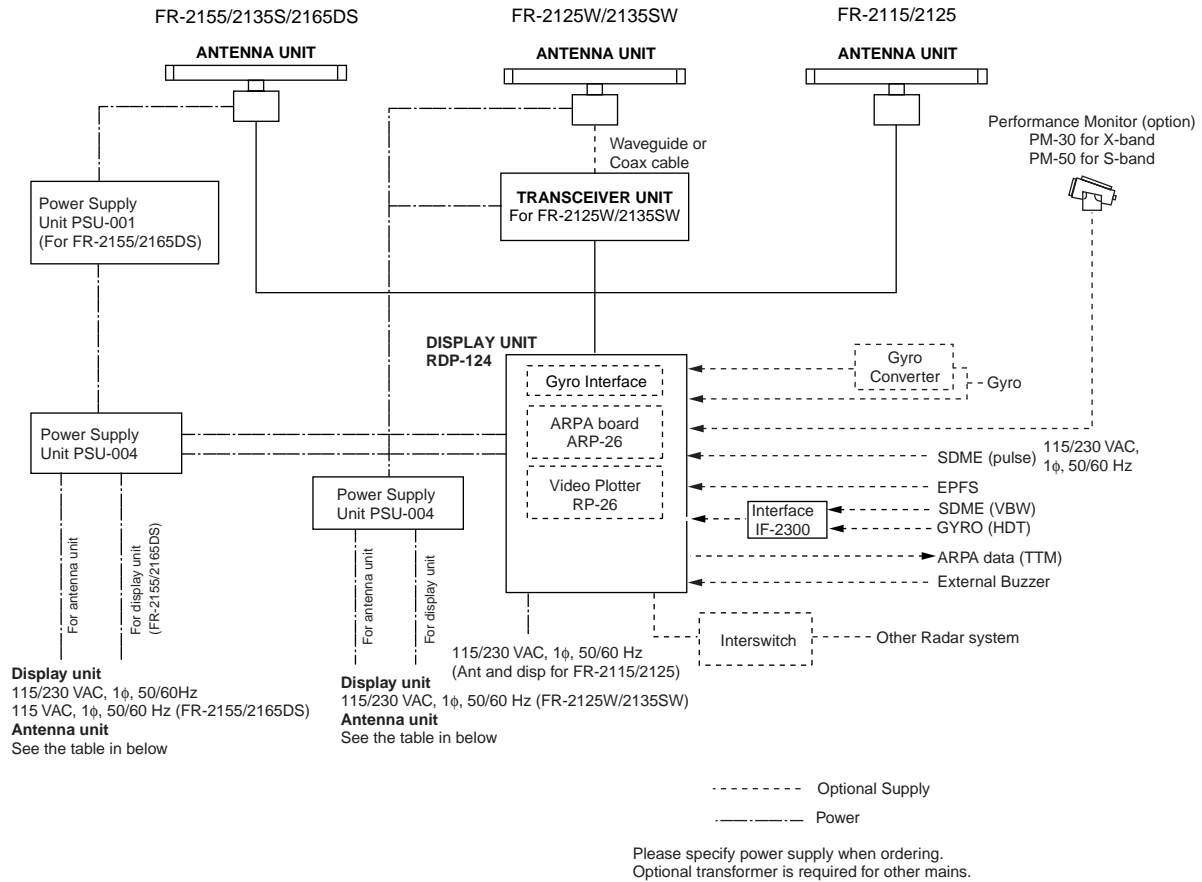 FR-2155/2135S/2165DS
FR-2125W/2135SW
FR-2115/2125
ANTENNA UNIT
ANTENNA UNIT
ANTENNA UNIT
Performance Monitor (option)
PM-30 for X-band
PM-50 for S-band
Waveguide or
Coax cable
Power Supply
Unit PSU-001
(For FR-2155/2165DS)
TRANSCEIVER UNIT
For FR-2125W/2135SW
DISPLAY UNIT
RDP-124
Gyro Interface
ARPA board
ARP-26
Video Plotter
RP-26
Gyro
Converter
Gyro
115/230 VAC,
1ϕ, 50/60 Hz
SDME (pulse)
EPFS
Interface
IF-2300
SDME (VBW)
GYRO (HDT)
ARPA data (TTM)
External Buzzer
Interswitch
Other Radar system
Power Supply
Unit PSU-004
Power Supply
Unit PSU-004
For antenna unit
For display unit
(FR-2155/2165DS)
For antenna unit
For display unit
115/230 VAC, 1ϕ, 50/60 Hz
(Ant and disp for FR-2115/2125)
Display unit
115/230 VAC, 1ϕ, 50/60Hz
115 VAC, 1ϕ, 50/60 Hz (FR-2155/2165DS)
Antenna unit
See the table in below
Display unit
115/230 VAC, 1ϕ, 50/60 Hz (FR-2125W/2135SW)
Antenna unit
See the table in below
Optional Supply
Power
Please specify power supply when ordering.
Optional transformer is required for other mains.